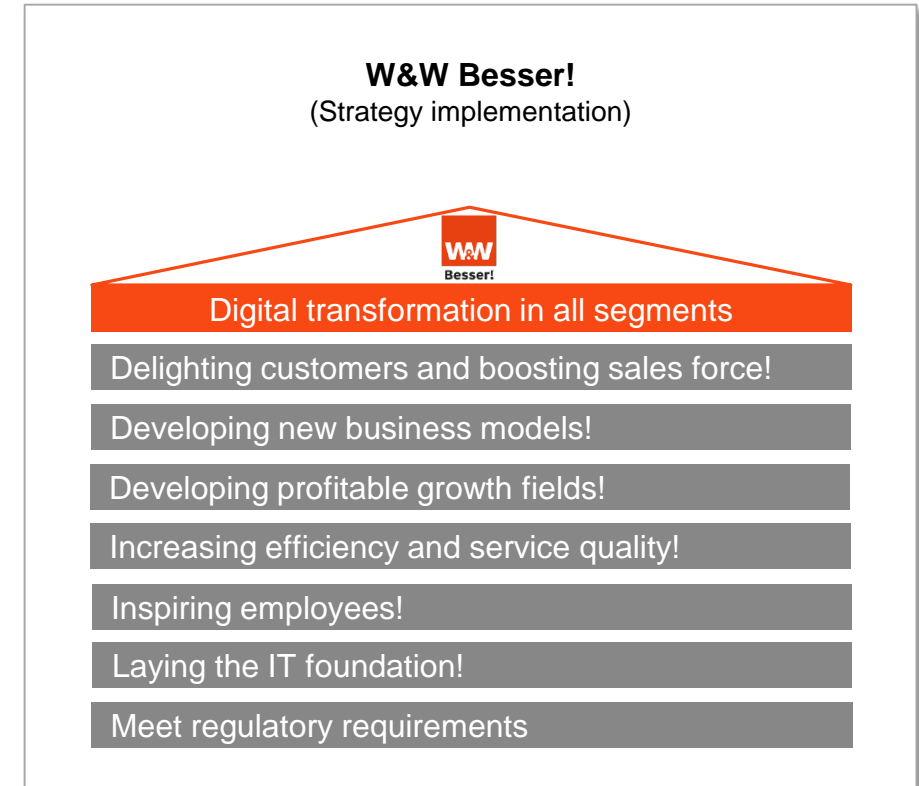 W&W Besser!
(Strategy implementation)
W&W
Besser!
Digital transformation in all segments
Delighting customers and boosting sales force!
Developing new business models!
Developing profitable growth fields!
Increasing efficiency and service quality!
Inspiring employees!
Laying the IT foundation!
Meet regulatory requirements